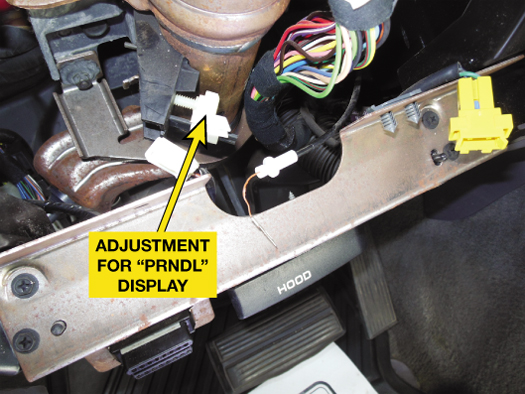 ADJUSTMENT
FOR “PRNDL”
DISPLAY
HOOD